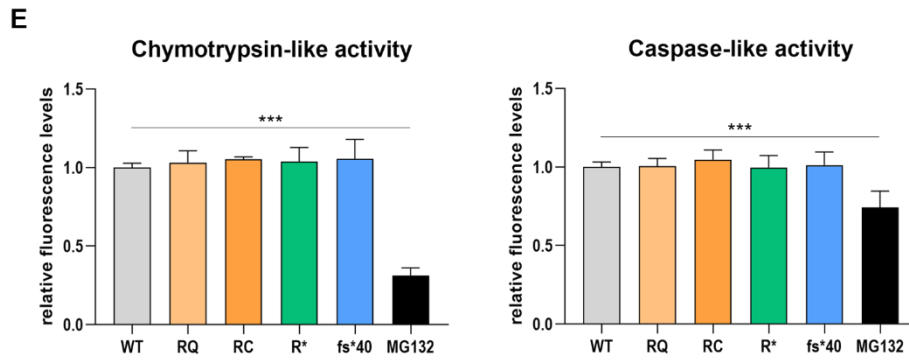 E
Chymotrypsin-like activity
relative fluorescence levels
1.5
1.0
0.5
0.0
***
WT RQ RC R* fs*40 MG132
Caspase-like activity
relative fluorescence levels
1.5
1.0
0.5
0.0
***
WT RQ RC R* fs*40 MG132